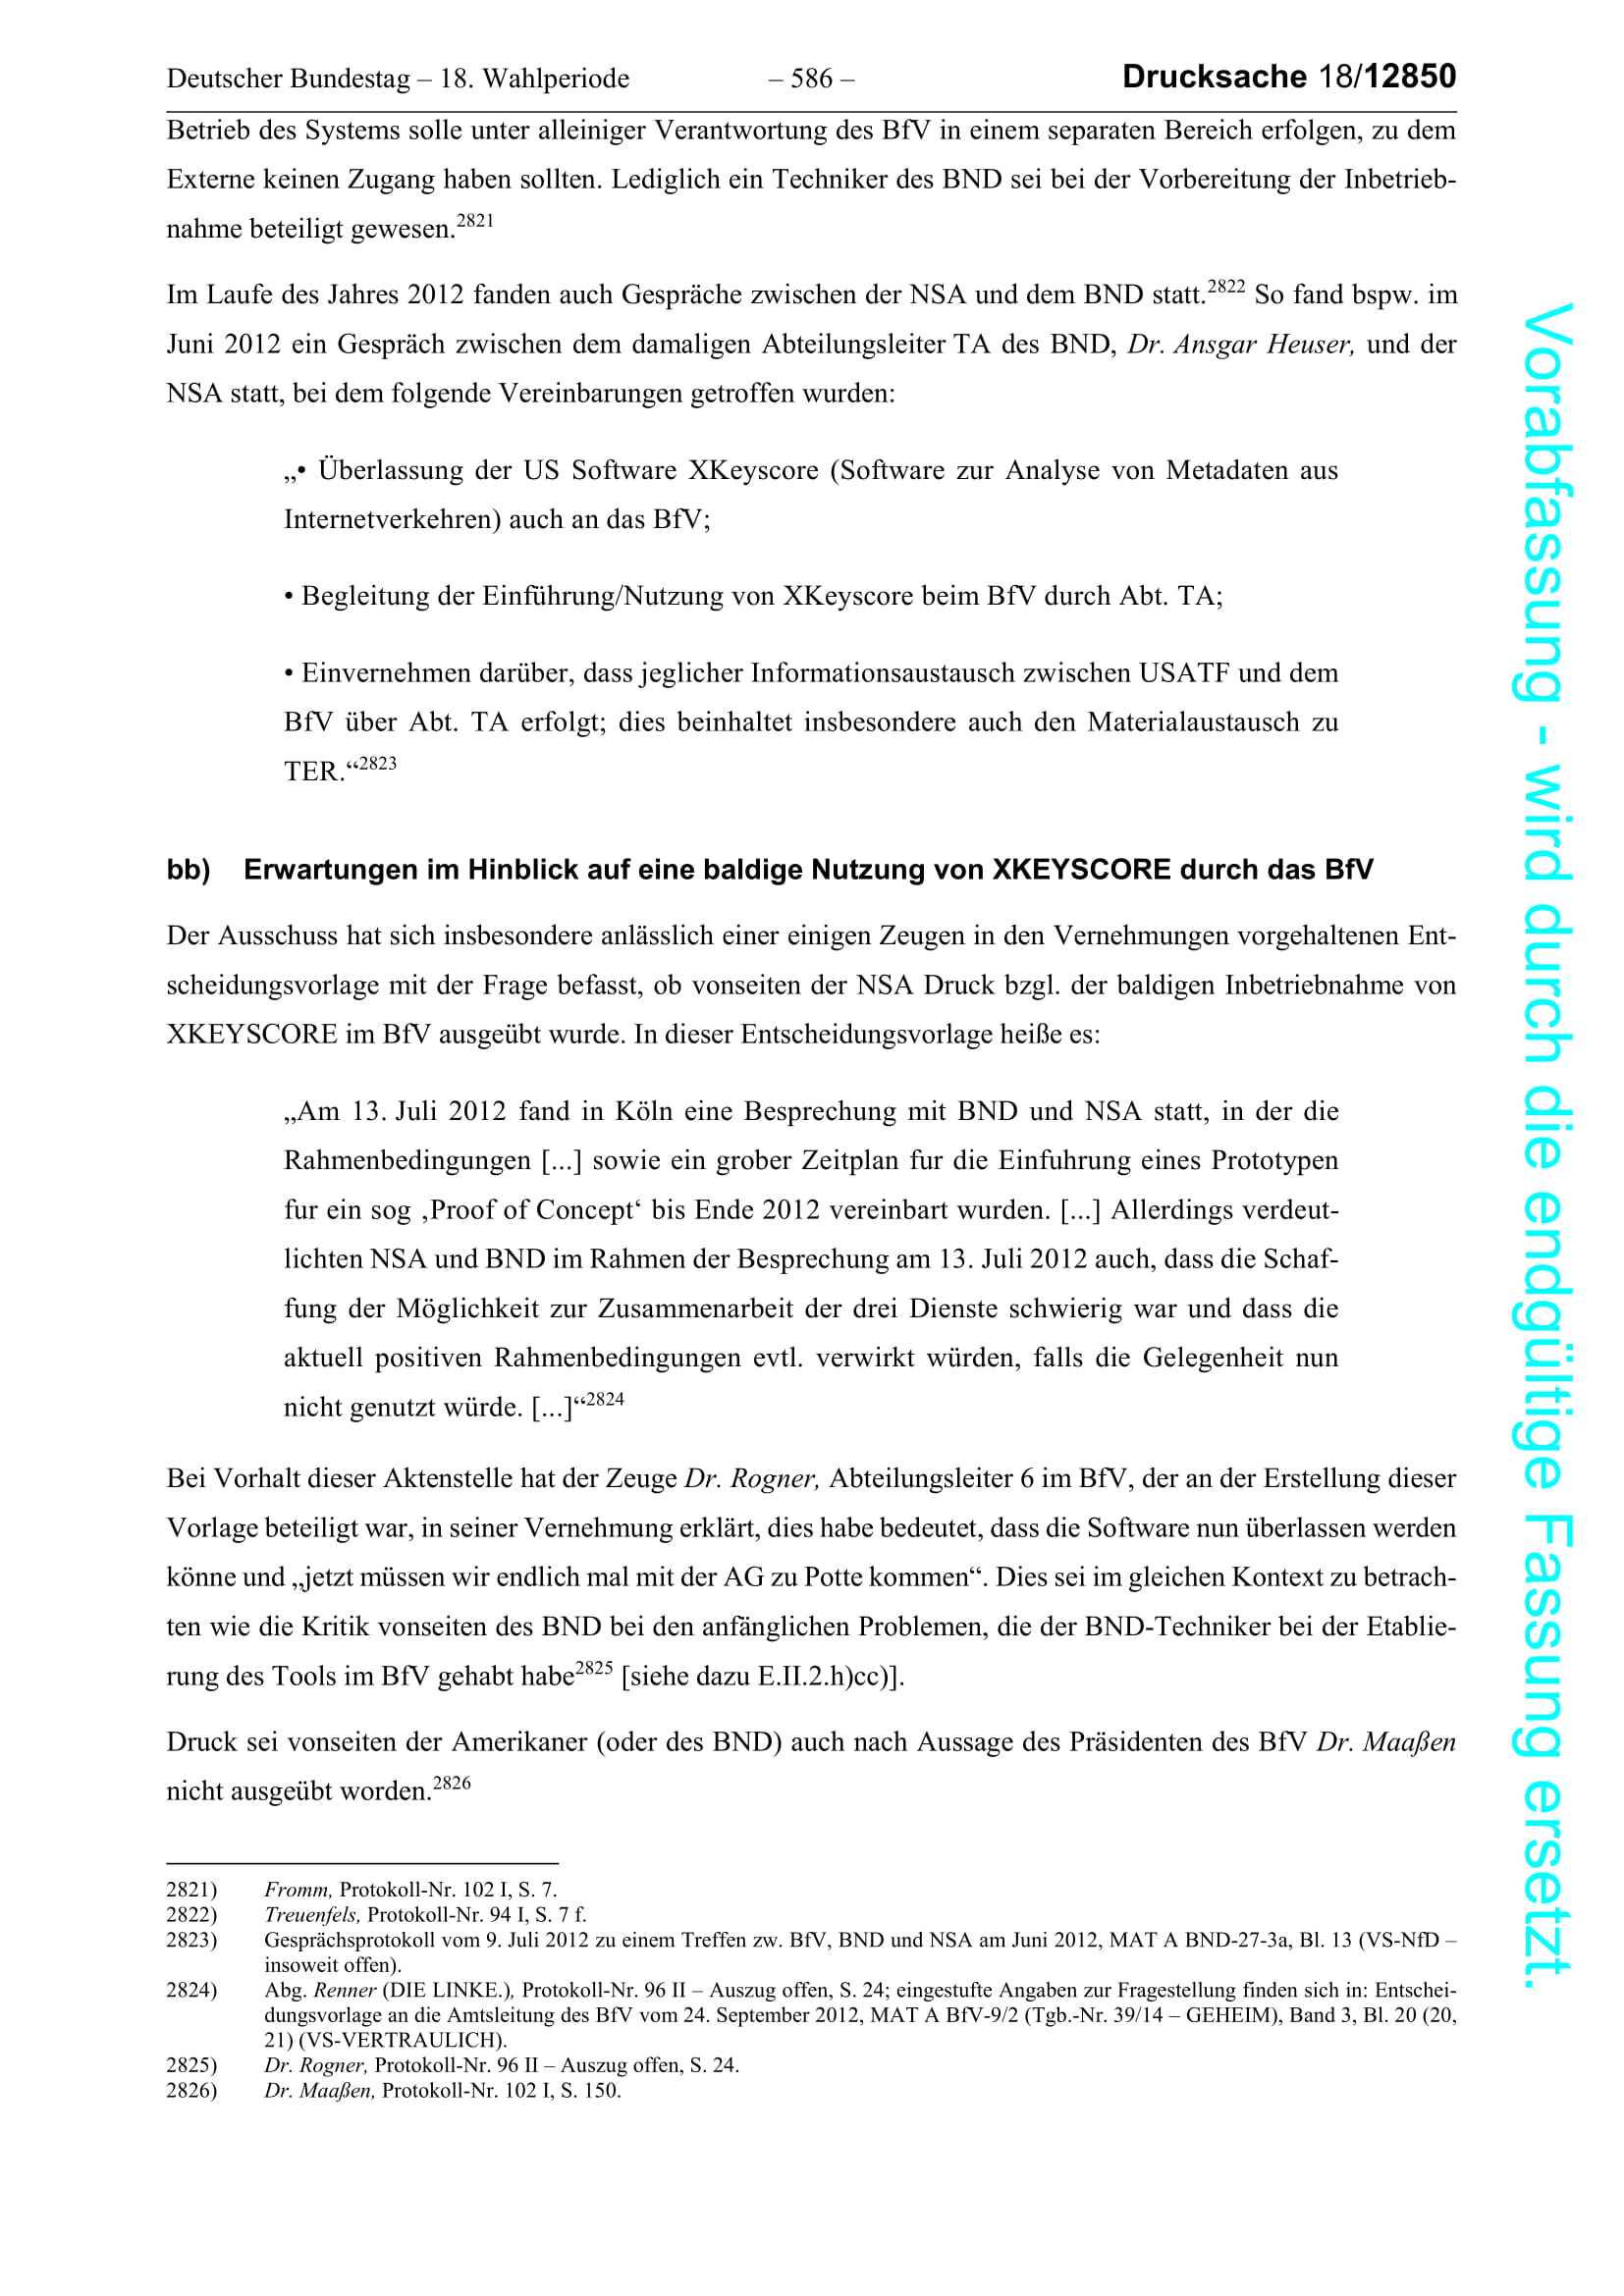 Deutscher Bundestag – 18. Wahlperiode – 586 – Drucksache 18/12850
Betrieb des Systems solle unter alleiniger Verantwortung des BfV in einem separaten Bereich erfolgen, zu dem
Externe keinen Zugang haben sollten. Lediglich ein Techniker des BND sei bei der Vorbereitung der Inbetrieb-
nahme beteiligt gewesen.2821
Im Laufe des Jahres 2012 fanden auch Gespräche zwischen der NSA und dem BND statt.2822 So fand bspw. im
Juni 2012 ein Gespräch zwischen dem damaligen Abteilungsleiter TA des BND, Dr. Ansgar Heuser, und der
NSA statt, bei dem folgende Vereinbarungen getroffen wurden:
„• Überlassung der US Software XKeyscore (Software zur Analyse von Metadaten aus
Internetverkehren) auch an das BfV;
• Begleitung der Einführung/Nutzung von XKeyscore beim BfV durch Abt. TA;
• Einvernehmen darüber, dass jeglicher Informationsaustausch zwischen USATF und dem
BfV über Abt. TA erfolgt; dies beinhaltet insbesondere auch den Materialaustausch zu
TER.“2823
bb) Erwartungen im Hinblick auf eine baldige Nutzung von XKEYSCORE durch das BfV
Der Ausschuss hat sich insbesondere anlässlich einer einigen Zeugen in den Vernehmungen vorgehaltenen Ent-
scheidungsvorlage mit der Frage befasst, ob vonseiten der NSA Druck bzgl. der baldigen Inbetriebnahme von
XKEYSCORE im BfV ausgeübt wurde. In dieser Entscheidungsvorlage heiße es:
„Am 13. Juli 2012 fand in Köln eine Besprechung mit BND und NSA statt, in der die
Rahmenbedingungen [...] sowie ein grober Zeitplan fur die Einfuhrung eines Prototypen
fur ein sog ‚Proof of Concept‘ bis Ende 2012 vereinbart wurden. [...] Allerdings verdeut-
lichten NSA und BND im Rahmen der Besprechung am 13. Juli 2012 auch, dass die Schaf-
fung der Möglichkeit zur Zusammenarbeit der drei Dienste schwierig war und dass die
aktuell positiven Rahmenbedingungen evtl. verwirkt würden, falls die Gelegenheit nun
nicht genutzt würde. [...]“2824
Bei Vorhalt dieser Aktenstelle hat der Zeuge Dr. Rogner, Abteilungsleiter 6 im BfV, der an der Erstellung dieser
Vorlage beteiligt war, in seiner Vernehmung erklärt, dies habe bedeutet, dass die Software nun überlassen werden
könne und „jetzt müssen wir endlich mal mit der AG zu Potte kommen“. Dies sei im gleichen Kontext zu betrach-
ten wie die Kritik vonseiten des BND bei den anfänglichen Problemen, die der BND-Techniker bei der Etablie-
rung des Tools im BfV gehabt habe2825 [siehe dazu E.II.2.h)cc)].
Druck sei vonseiten der Amerikaner (oder des BND) auch nach Aussage des Präsidenten des BfV Dr. Maaßen
nicht ausgeübt worden.2826
2821) Fromm, Protokoll-Nr. 102 I, S. 7.
2822) Treuenfels, Protokoll-Nr. 94 I, S. 7 f.
2823) Gesprächsprotokoll vom 9. Juli 2012 zu einem Treffen zw. BfV, BND und NSA am Juni 2012, MAT A BND-27-3a, Bl. 13 (VS-NfD –
insoweit offen).
2824) Abg. Renner (DIE LINKE.), Protokoll-Nr. 96 II – Auszug offen, S. 24; eingestufte Angaben zur Fragestellung finden sich in: Entschei-
dungsvorlage an die Amtsleitung des BfV vom 24. September 2012, MAT A BfV-9/2 (Tgb.-Nr. 39/14 – GEHEIM), Band 3, Bl. 20 (20,
21) (VS-VERTRAULICH).
2825) Dr. Rogner, Protokoll-Nr. 96 II – Auszug offen, S. 24.
2826) Dr. Maaßen, Protokoll-Nr. 102 I, S. 150.
Vorabfassung - wird durch die endgültige Fassung ersetzt.